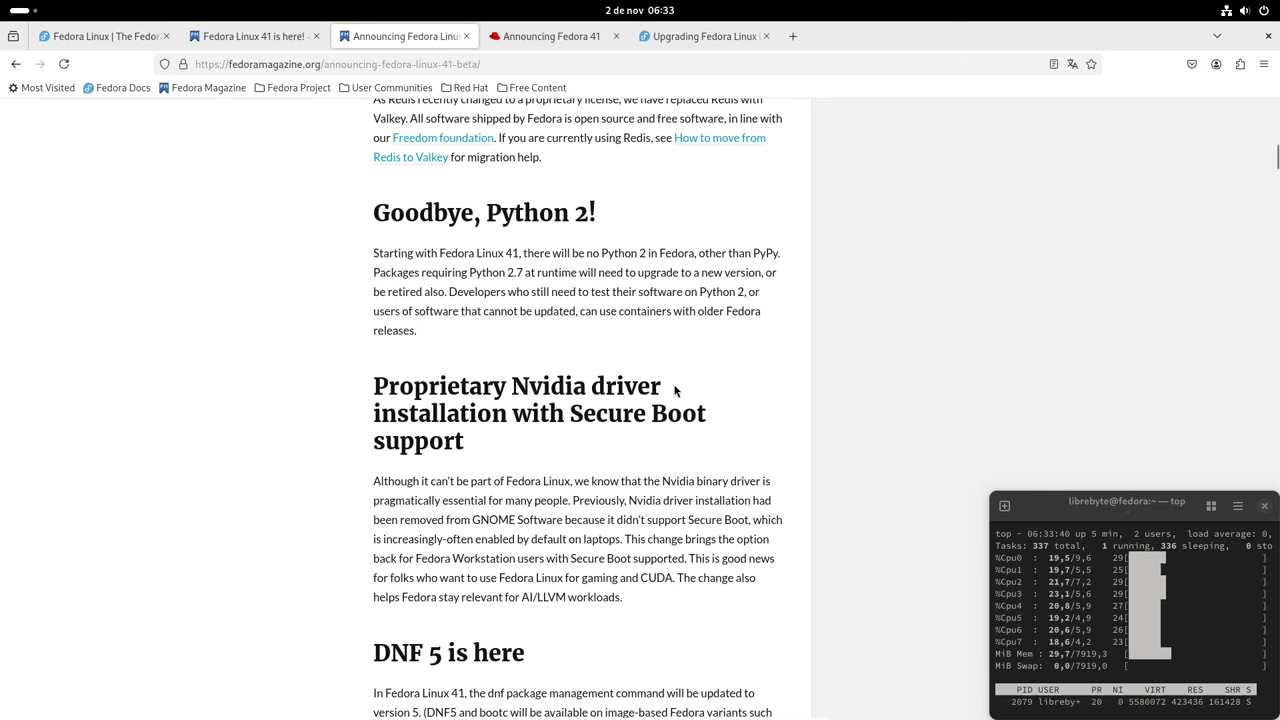 2 de nov 06:33
Fedora Linux | The Fedor
Fedora Linux 41 is here! -
Announcing Fedora Linu
Announcing Fedora 41
Upgrading Fedora Linux
https://fedoramagazine.org/announcing-fedora-linux-41-beta/
Most Visited Fedora Docs Fedora Magazine Fedora Project User Communities Red Hat Free Content
As Redis recently changed to a proprietary license, we have replaced Redis with
Valkey. All software shipped by Fedora is open source and free software, in line with
our Freedom foundation. If you are currently using Redis, see How to move from
Redis to Valkey for migration help.
Goodbye, Python 2!
Starting with Fedora Linux 41, there will be no Python 2 in Fedora, other than PyPy.
Packages requiring Python 2.7 at runtime will need to upgrade to a new version, or
be retired also. Developers who still need to test their software on Python 2, or
users of software that cannot be updated, can use containers with older Fedora
releases.
Proprietary Nvidia driver
installation with Secure Boot
support
Although it can't be part of Fedora Linux, we know that the Nvidia binary driver is
pragmatically essential for many people. Previously, Nvidia driver installation had
been removed from GNOME Software because it didn't support Secure Boot, which
is increasingly-often enabled by default on laptops. This change brings the option
back for Fedora Workstation users with Secure Boot supported. This is good news
for folks who want to use Fedora Linux for gaming and CUDA. The change also
helps Fedora stay relevant for AI/LLVM workloads.
DNF 5 is here
In Fedora Linux 41, the dnf package management command will be updated to
version 5. (DNF5 and bootc will be available on image-based Fedora variants such
librebyte@fedora:~ — top
top - 06:33:40 up 5 min, 2 users, load average: 0,
Tasks: 337 total, 1 running, 336 sleeping, 0 sto
%Cpu0 : 19,5/9,6 29[ ]
%Cpu1 : 19,7/5,5 25[ ]
%Cpu2 : 21,7/7,2 29[ ]
%Cpu3 : 23,1/5,6 29[ ]
%Cpu4 : 20,8/5,9 27[ ]
%Cpu5 : 19,2/4,9 24[ ]
%Cpu6 : 20,6/5,9 26[ ]
%Cpu7 : 18,6/4,2 23[ ]
MiB Mem : 29,7/7919,3 [ ]
MiB Swap: 0,0/7919,0 [ ]
PID USER PR NI VIRT RES SHR S
2079 libreby+ 20 0 5580072 423436 161428 S